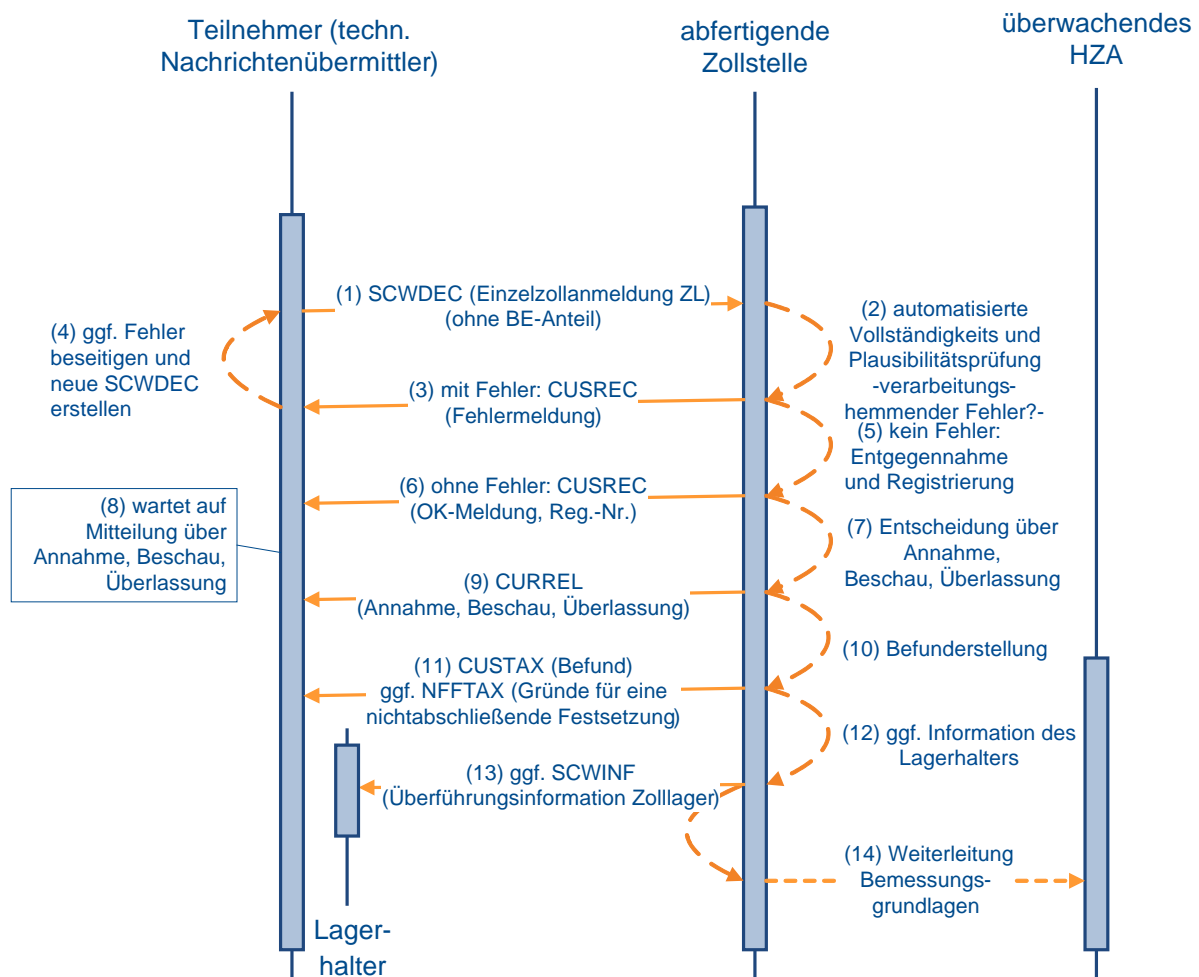 Teilnehmer (techn.
Nachrichtenübermittler)
abfertigende
Zollstelle
überwachendes
HZA
(1) SCWDEC (Einzelzollanmeldung ZL)
(ohne BE-Anteil)
(2) automatisierte
Vollständigkeits und
Plausibilitätsprüfung
-verarbeitungs-
hemmender Fehler?-
(3) mit Fehler: CUSREC
(Fehlermeldung)
(4) ggf. Fehler
beseitigen und
neue SCWDEC
erstellen
(5) kein Fehler:
Entgegennahme
und Registrierung
(6) ohne Fehler: CUSREC
(OK-Meldung, Reg.-Nr.)
(7) Entscheidung über
Annahme,
Beschau, Überlassung
(8) wartet auf
Mitteilung über
Annahme, Beschau,
Überlassung
(9) CURREL
(Annahme, Beschau, Überlassung)
(10) Befunderstellung
(11) CUSTAX (Befund)
ggf. NFFTAX (Gründe für eine
nichtabschließende Festsetzung)
(12) ggf. Information des
Lagerhalters
(13) ggf. SCWINF
(Überführungsinformation Zolllager)
(14) Weiterleitung
Bemessungs-
grundlagen
Lager-
halter